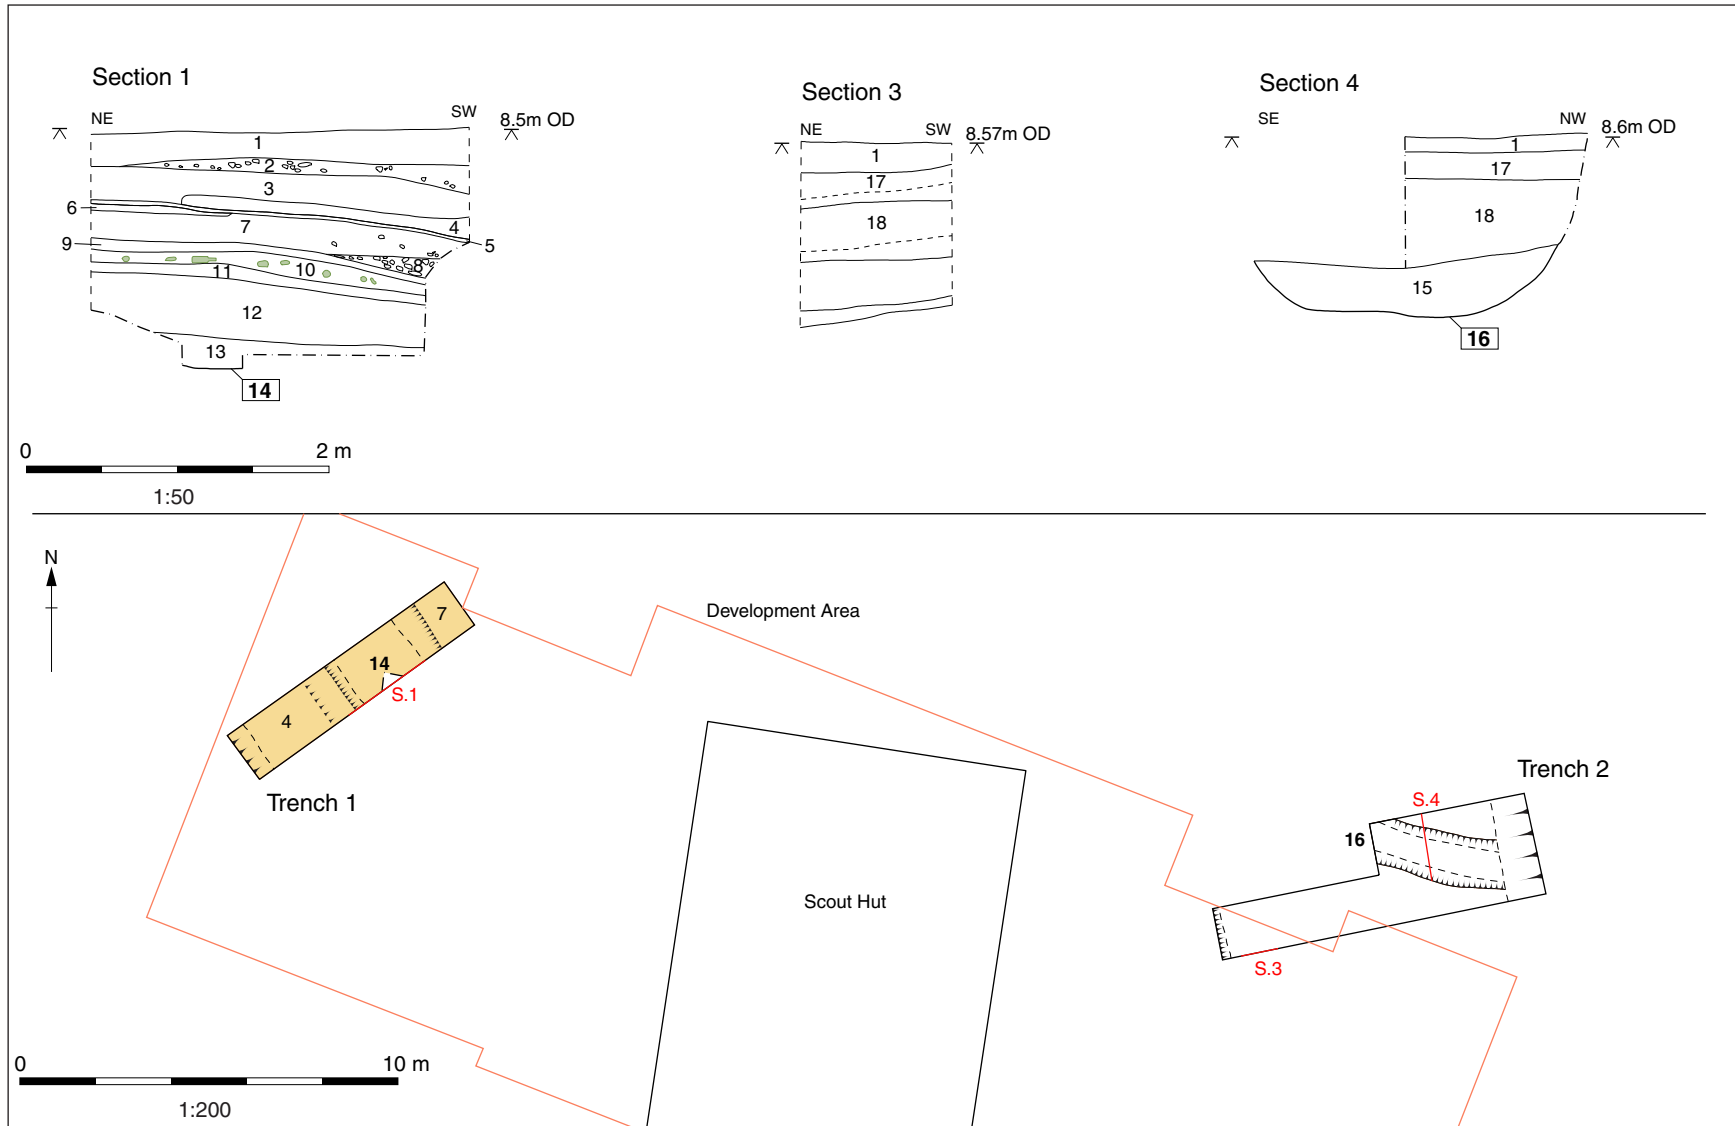 Section 1
NE
SW
8.5m OD
1
2
3
6
7
4
5
9
8
10
11
12
13
14
Section 3
NE
SW
8.57m OD
1
17
18
Section 4
SE
NW
8.6m OD
1
17
18
15
16
0 2 m
1:50
N
Development Area
7
14
S.1
4
Trench 1
Trench 2
S.4
16
Scout Hut
S.3
0 10 m
1:200